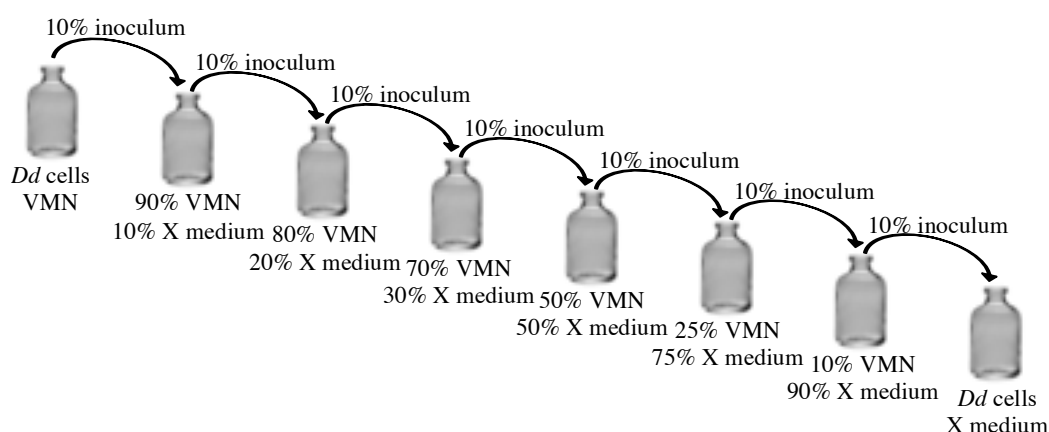 10% inoculum
10% inoculum
10% inoculum
10% inoculum
10% inoculum
10% inoculum
10% inoculum
Dd cells
VMN
90% VMN
10% X medium
80% VMN
20% X medium
70% VMN
30% X medium
50% VMN
50% X medium
25% VMN
75% X medium
10% VMN
90% X medium
Dd cells
X medium